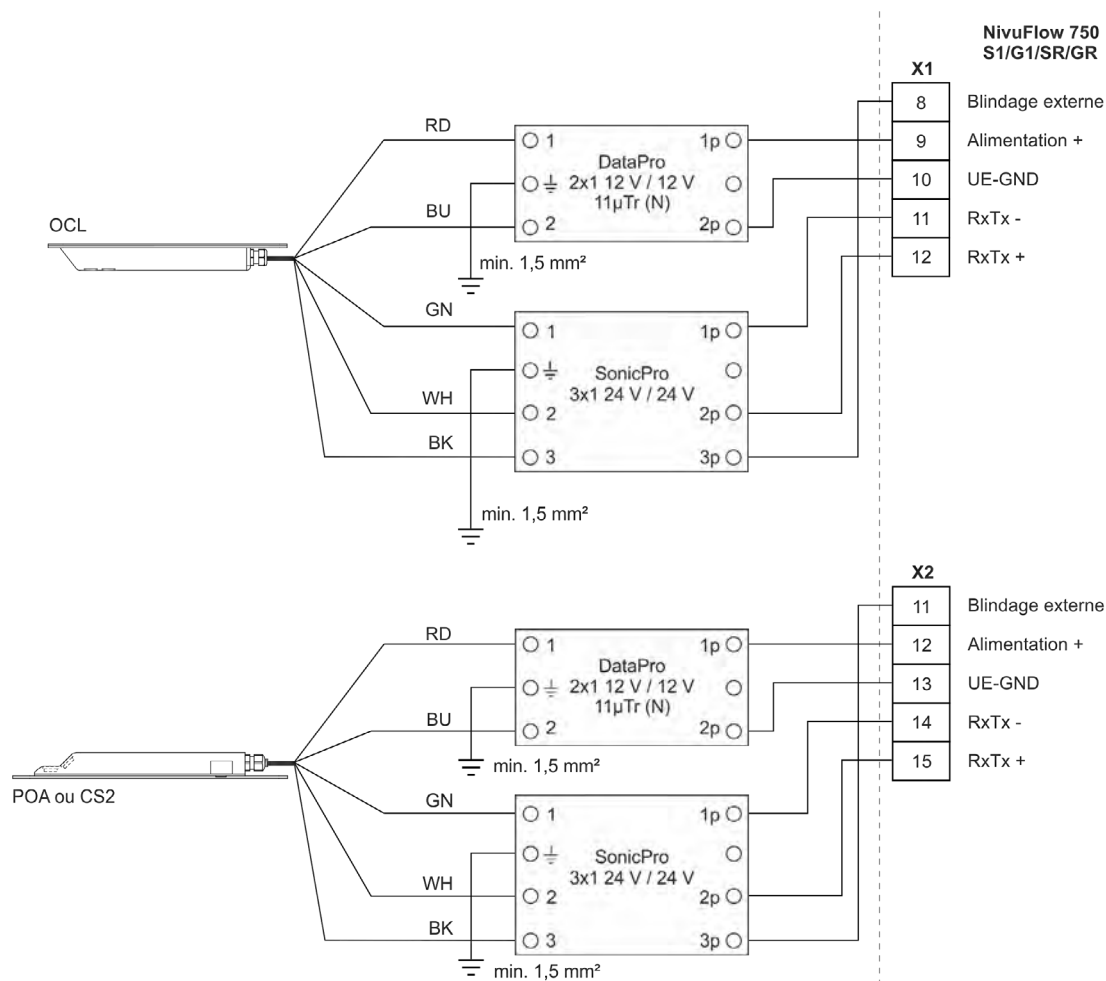 NivuFlow 750
S1/G1/SR/GR
X1
8 Blindage externe
9 Alimentation +
10 UE-GND
11 RxTx -
12 RxTx +
OCL
RD
BU
GN
WH
BK
1 1p
DataPro
2x1 12 V / 12 V
11µTr (N)
2 2p
min. 1,5 mm²
1 1p
SonicPro
3x1 24 V / 24 V
2 2p
3 3p
min. 1,5 mm²
X2
11 Blindage externe
12 Alimentation +
13 UE-GND
14 RxTx -
15 RxTx +
POA ou CS2
RD
BU
GN
WH
BK
1 1p
DataPro
2x1 12 V / 12 V
11µTr (N)
2 2p
min. 1,5 mm²
1 1p
SonicPro
3x1 24 V / 24 V
2 2p
3 3p
min. 1,5 mm²